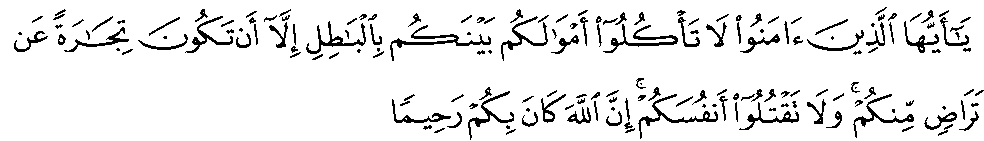 يَـٰٓأَيُّهَا ٱلَّذِينَ ءَامَنُوا۟ لَا تَأْكُلُوٓا۟ أَمْوَٰلَكُم بَيْنَكُم بِٱلْبَـٰطِلِ إِلَّآ أَن تَكُونَ تِجَـٰرَةً عَن
تَرَاضٍ مِّنكُمْ ۚ وَلَا تَقْتُلُوٓا۟ أَنفُسَكُمْ ۚ إِنَّ ٱللَّهَ كَانَ بِكُمْ رَحِيمًا